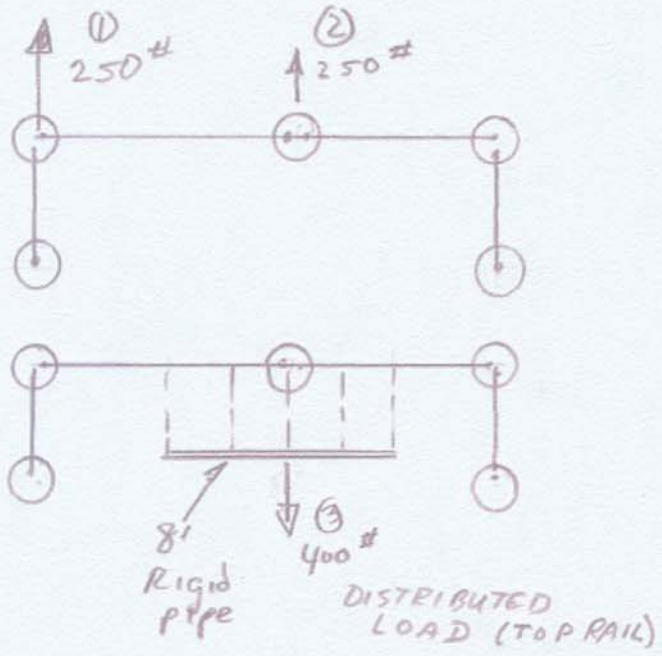 ① ②
250# 250#
③
400#
8'
Rigid
pipe
DISTRIBUTED
LOAD (TOP RAIL)